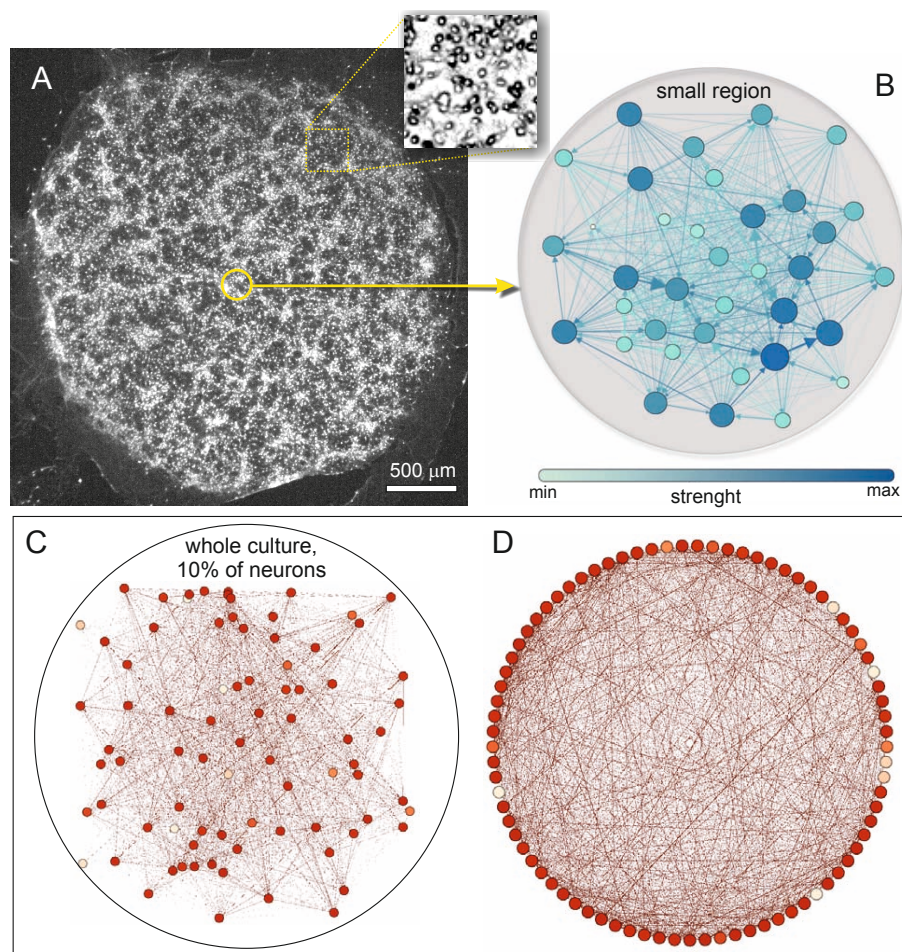 A
500 μm
small region
B
min
strenght
max
C
whole culture,
10% of neurons
D